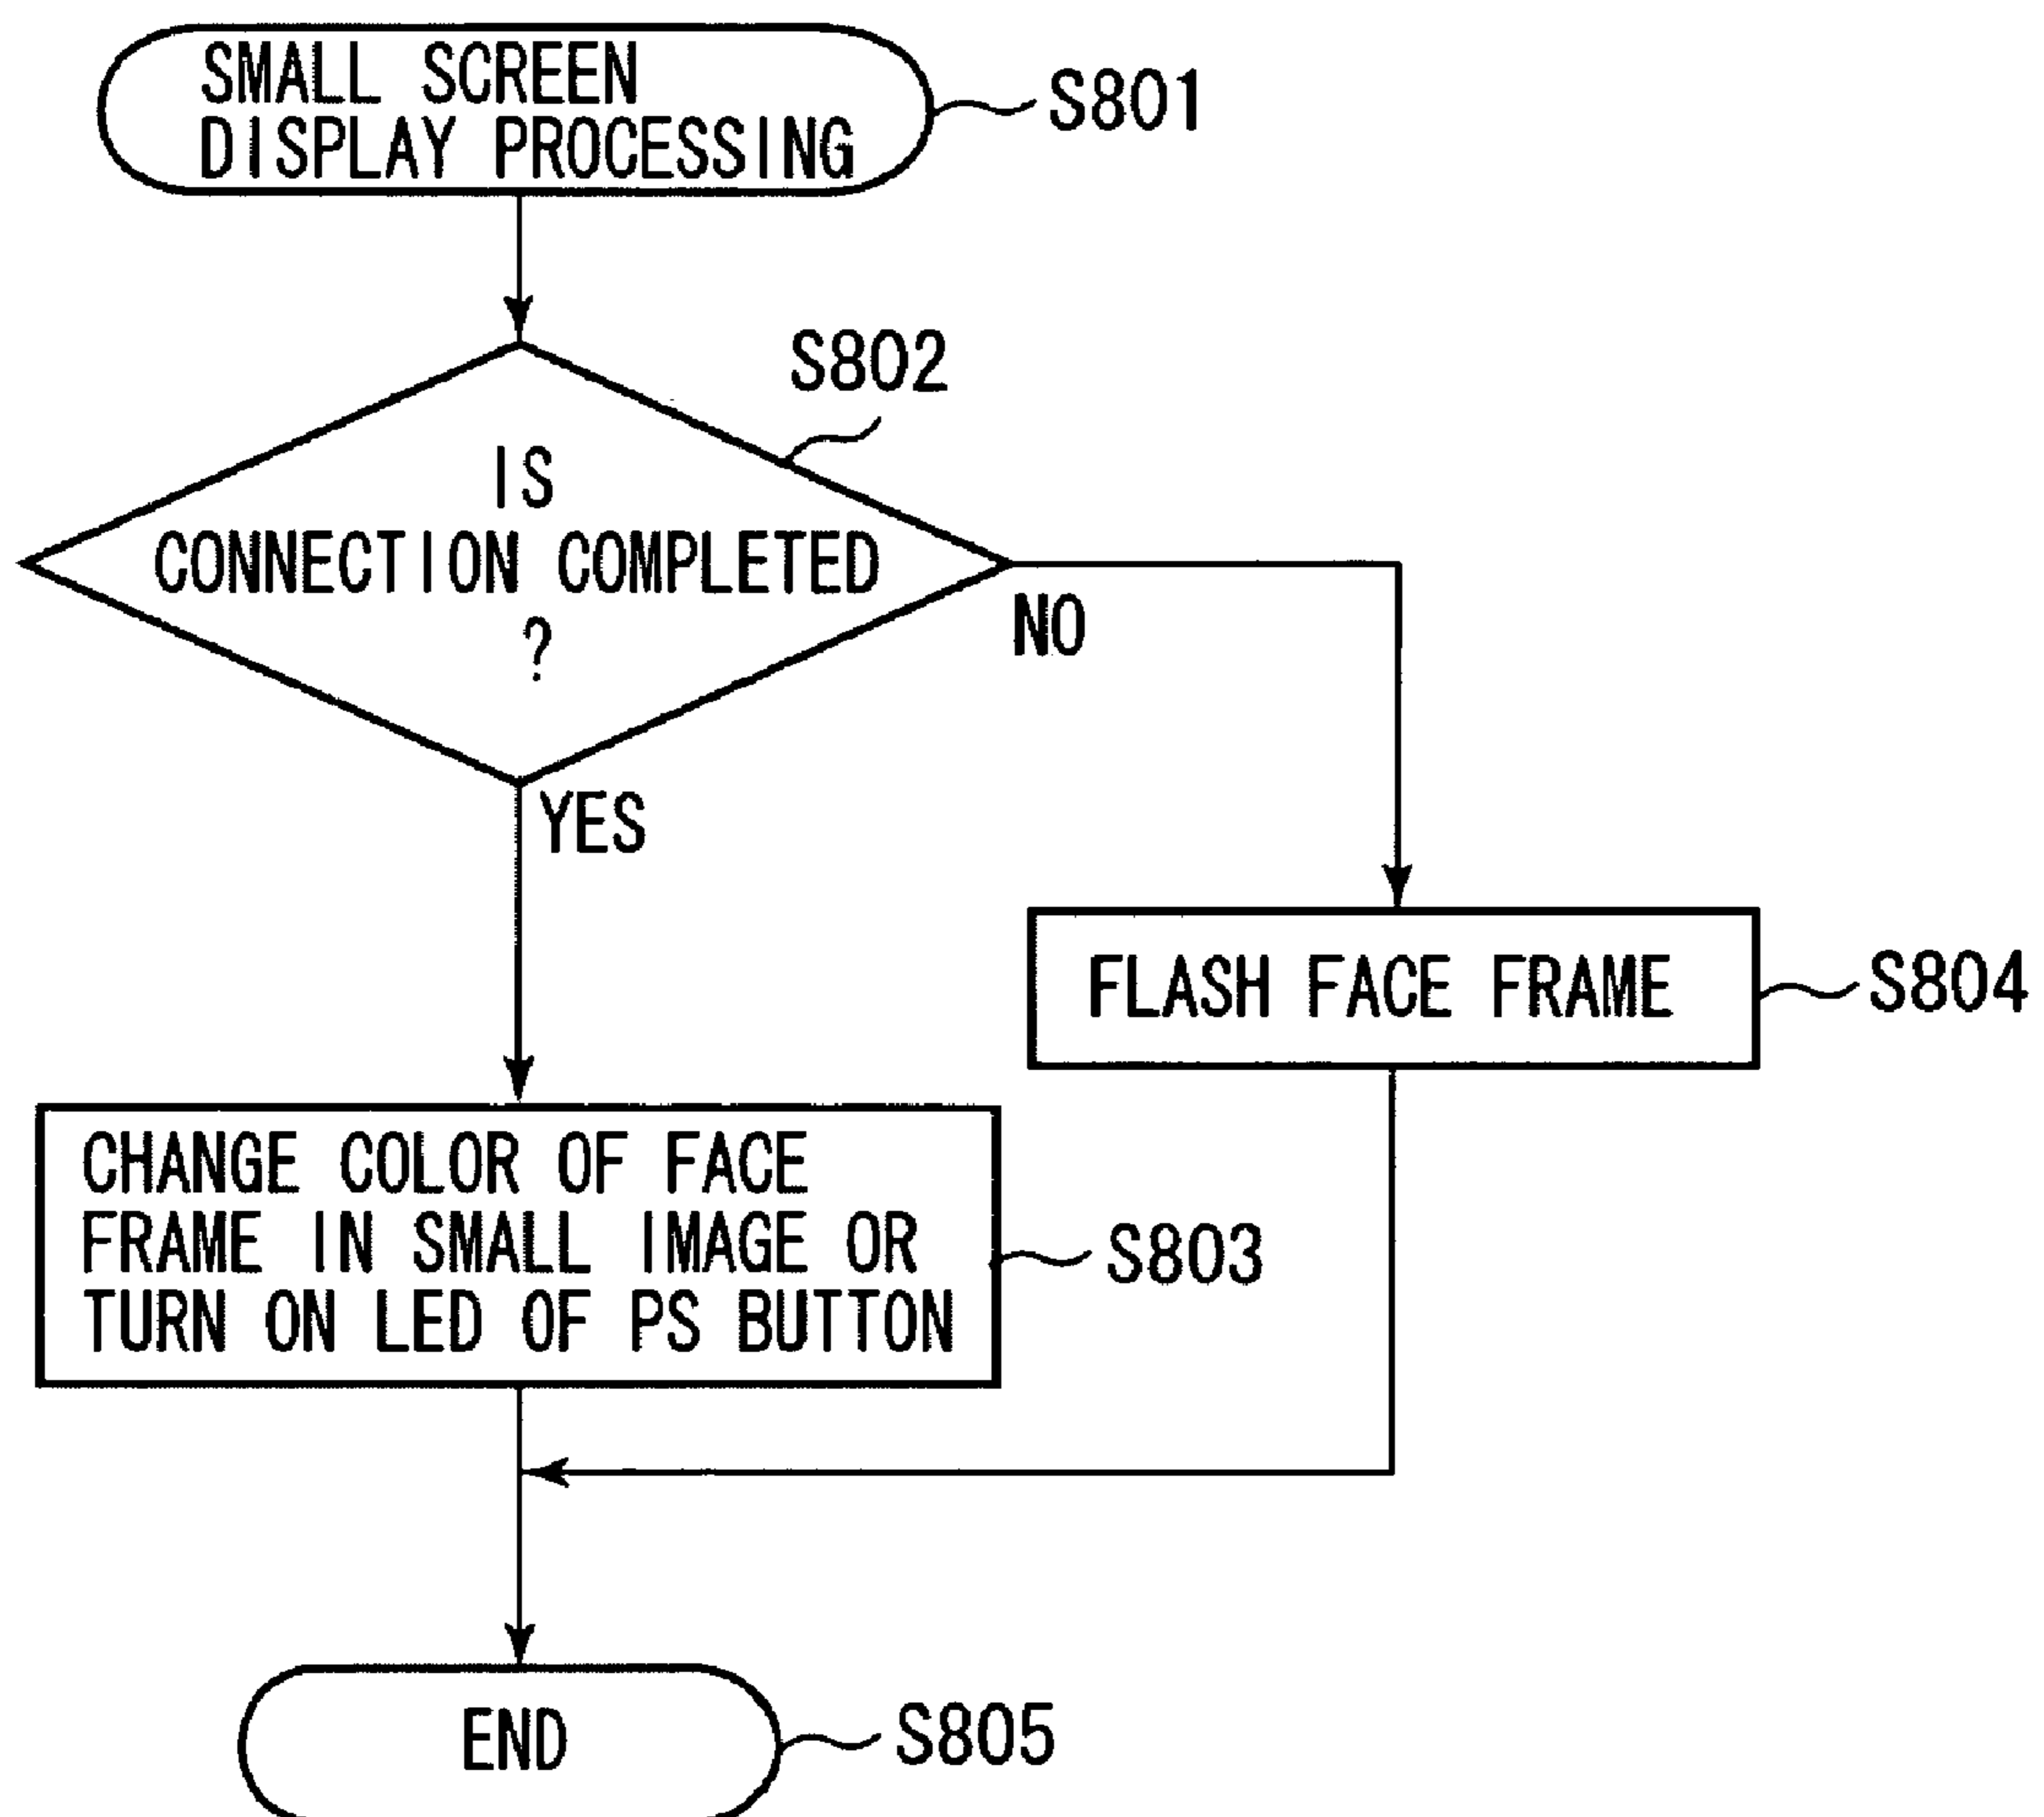 SMALL SCREEN
DISPLAY PROCESSING
S801
S802
IS
CONNECTION COMPLETED
?
NO
YES
FLASH FACE FRAME
S804
CHANGE COLOR OF FACE
FRAME IN SMALL IMAGE OR
TURN ON LED OF PS BUTTON
S803
END
S805